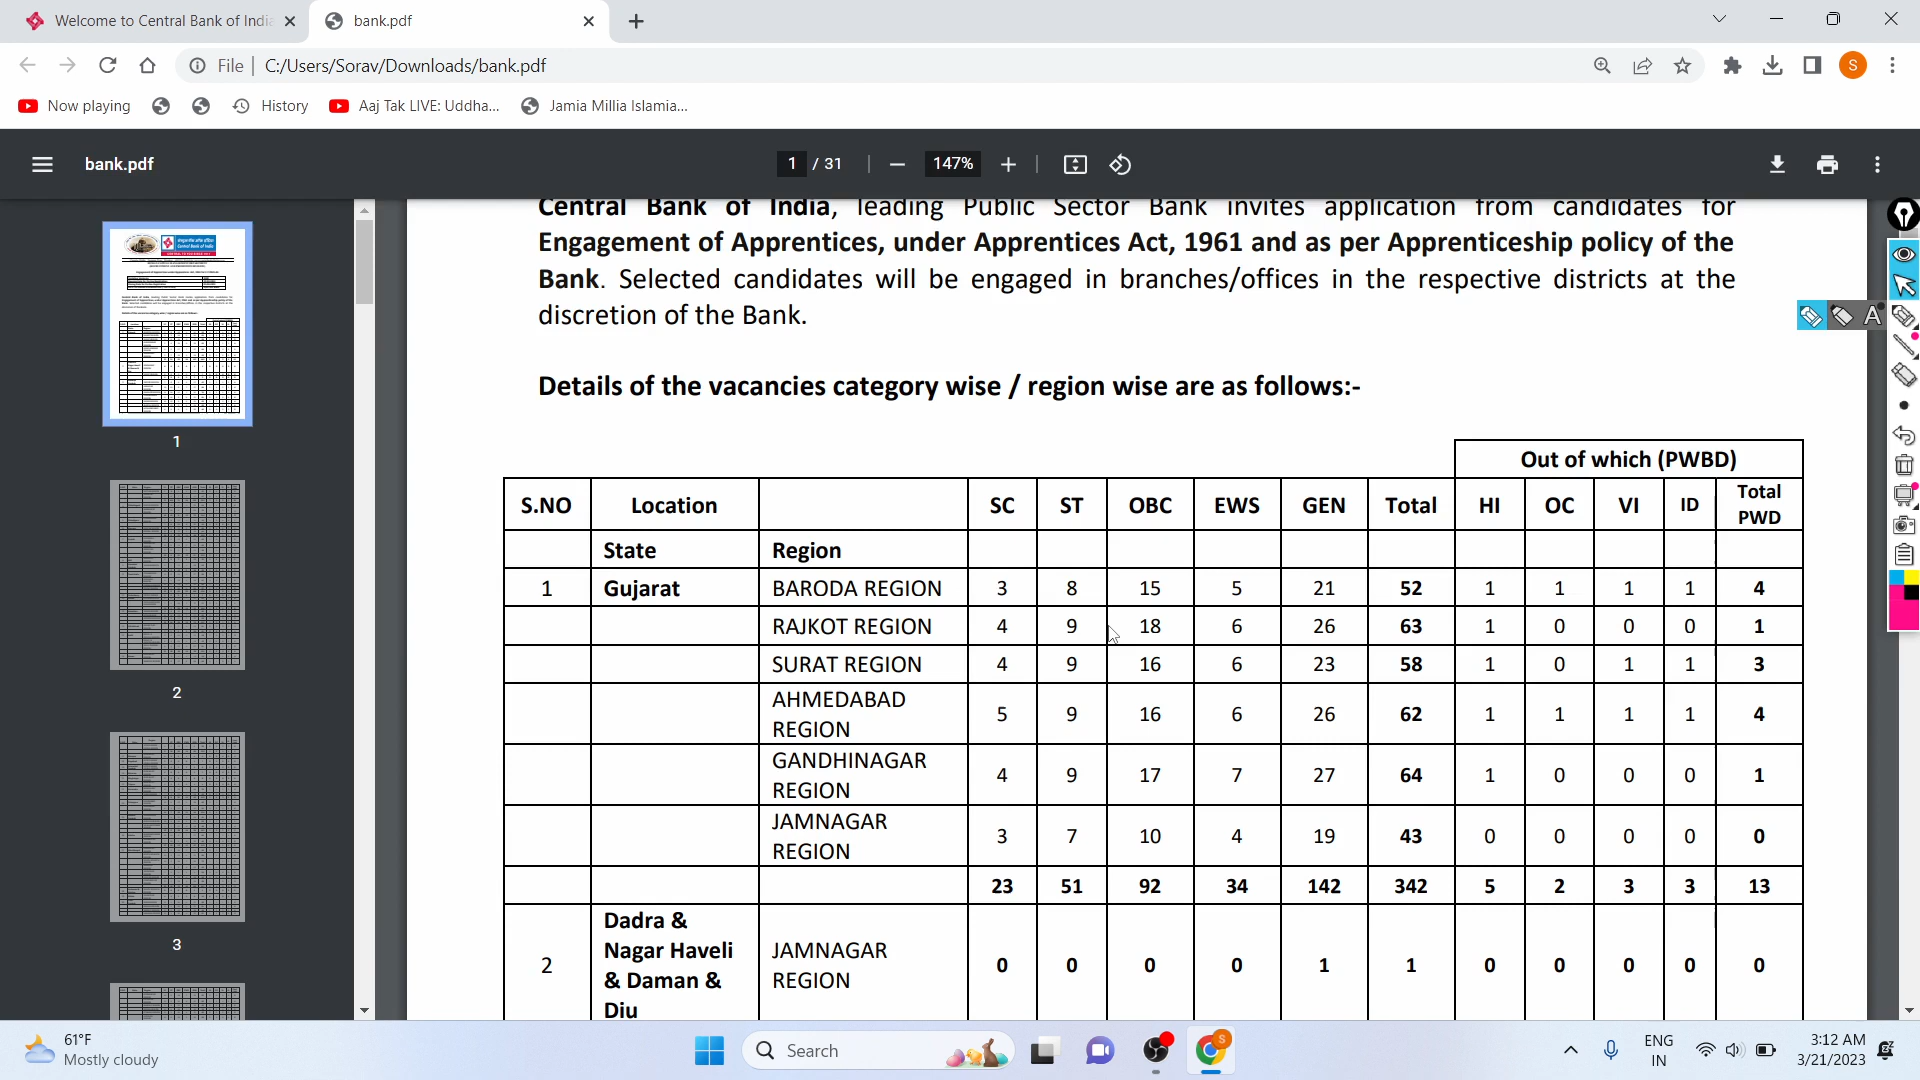 Welcome to Central Bank of India
bank.pdf
File | C:/Users/Sorav/Downloads/bank.pdf
S
Now playing
History
Aaj Tak LIVE: Uddha...
Jamia Millia Islamia...
bank.pdf
1 / 31
147%
Central Bank of India, leading Public Sector Bank invites application from candidates for
Engagement of Apprentices, under Apprentices Act, 1961 and as per Apprenticeship policy of the
Bank. Selected candidates will be engaged in branches/offices in the respective districts at the
discretion of the Bank.
A
Details of the vacancies category wise / region wise are as follows:-
Out of which (PWBD)
S.NO Location SC ST OBC EWS GEN Total HI OC VI ID Total PWD
State Region
1 Gujarat BARODA REGION 3 8 15 5 21 52 1 1 1 1 4
RAJKOT REGION 4 9 18 6 26 63 1 0 0 0 1
SURAT REGION 4 9 16 6 23 58 1 0 1 1 3
AHMEDABAD REGION 5 9 16 6 26 62 1 1 1 1 4
GANDHINAGAR REGION 4 9 17 7 27 64 1 0 0 0 1
JAMNAGAR REGION 3 7 10 4 19 43 0 0 0 0 0
23 51 92 34 142 342 5 2 3 3 13
2 Dadra & Nagar Haveli & Daman & Diu JAMNAGAR REGION 0 0 0 0 1 1 0 0 0 0 0
1
2
3
61°F
Mostly cloudy
Search
S
ENG
IN
3:12 AM
3/21/2023